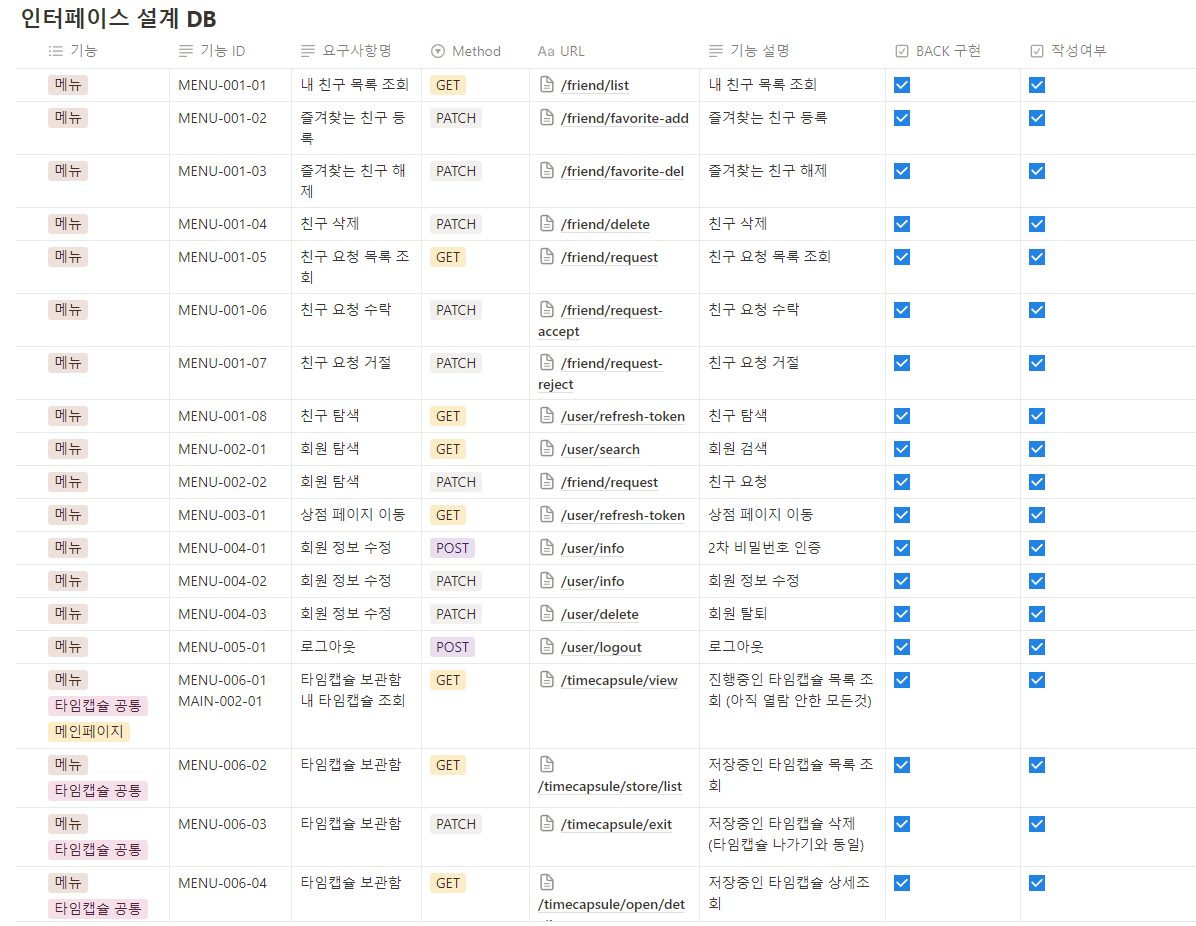 인터페이스 설계 DB
기능 기능 ID 요구사항명 Method Aa URL 기능 설명 BACK 구현 작성여부
메뉴 MENU-001-01 내 친구 목록 조회 GET /friend/list 내 친구 목록 조회
메뉴 MENU-001-02 즐겨찾는 친구 등 PATCH /friend/favorite-add 즐겨찾는 친구 등록
록
메뉴 MENU-001-03 즐겨찾는 친구 해 PATCH /friend/favorite-del 즐겨찾는 친구 해제
제
메뉴 MENU-001-04 친구 삭제 PATCH /friend/delete 친구 삭제
메뉴 MENU-001-05 친구 요청 목록 조 GET /friend/request 친구 요청 목록 조회
회
메뉴 MENU-001-06 친구 요청 수락 PATCH /friend/request- 친구 요청 수락
accept
메뉴 MENU-001-07 친구 요청 거절 PATCH /friend/request- 친구 요청 거절
reject
메뉴 MENU-001-08 친구 탐색 GET /user/refresh-token 친구 탐색
메뉴 MENU-002-01 회원 탐색 GET /user/search 회원 검색
메뉴 MENU-002-02 회원 탐색 PATCH /friend/request 친구 요청
메뉴 MENU-003-01 상점 페이지 이동 GET /user/refresh-token 상점 페이지 이동
메뉴 MENU-004-01 회원 정보 수정 POST /user/info 2차 비밀번호 인증
메뉴 MENU-004-02 회원 정보 수정 PATCH /user/info 회원 정보 수정
메뉴 MENU-004-03 회원 정보 수정 PATCH /user/delete 회원 탈퇴
메뉴 MENU-005-01 로그아웃 POST /user/logout 로그아웃
메뉴 MENU-006-01 타임캡슐 보관함 GET /timecapsule/view 진행중인 타임캡슐 목록 조
타임캡슐 공통 MAIN-002-01 내 타임캡슐 조회 회 (아직 열람 안한 모든것)
메인페이지
메뉴 MENU-006-02 타임캡슐 보관함 GET 저장중인 타임캡슐 목록 조
타임캡슐 공통 /timecapsule/store/list 회
메뉴 MENU-006-03 타임캡슐 보관함 PATCH /timecapsule/exit 저장중인 타임캡슐 삭제
타임캡슐 공통 (타임캡슐 나가기와 동일)
메뉴 MENU-006-04 타임캡슐 보관함 GET 저장중인 타임캡슐 상세조
타임캡슐 공통 /timecapsule/open/det 회